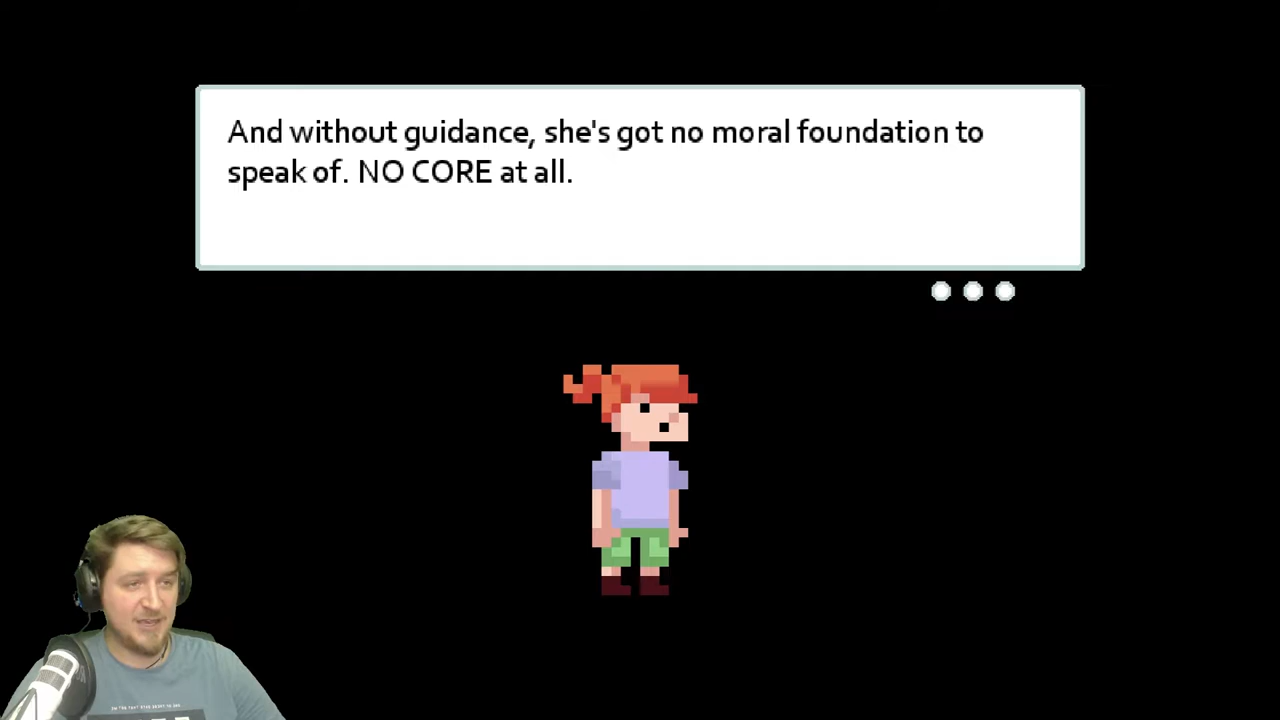 And without guidance, she's got no moral foundation to
speak of. NO CORE at all.